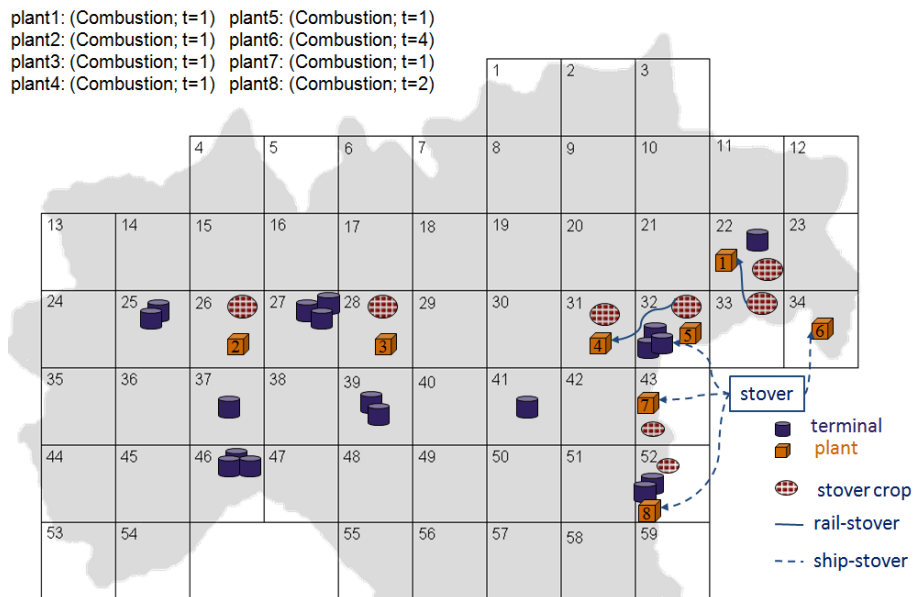 plant1: (Combustion; t=1) plant5: (Combustion; t=1)
plant2: (Combustion; t=1) plant6: (Combustion; t=4)
plant3: (Combustion; t=1) plant7: (Combustion; t=1)
plant4: (Combustion; t=1) plant8: (Combustion; t=2)
1 2 3
4 5 6 7 8 9 10 11 12
13 14 15 16 17 18 19 20 21 22 23
1
24 25 26 27 28 29 30 31 32 33 34
2 3 4 5 6
35 36 37 38 39 40 41 42 43
7
stover
terminal
plant
44 45 46 47 48 49 50 51 52
8
stover crop
rail-stover
53 54 55 56 57 58 59
ship-stover